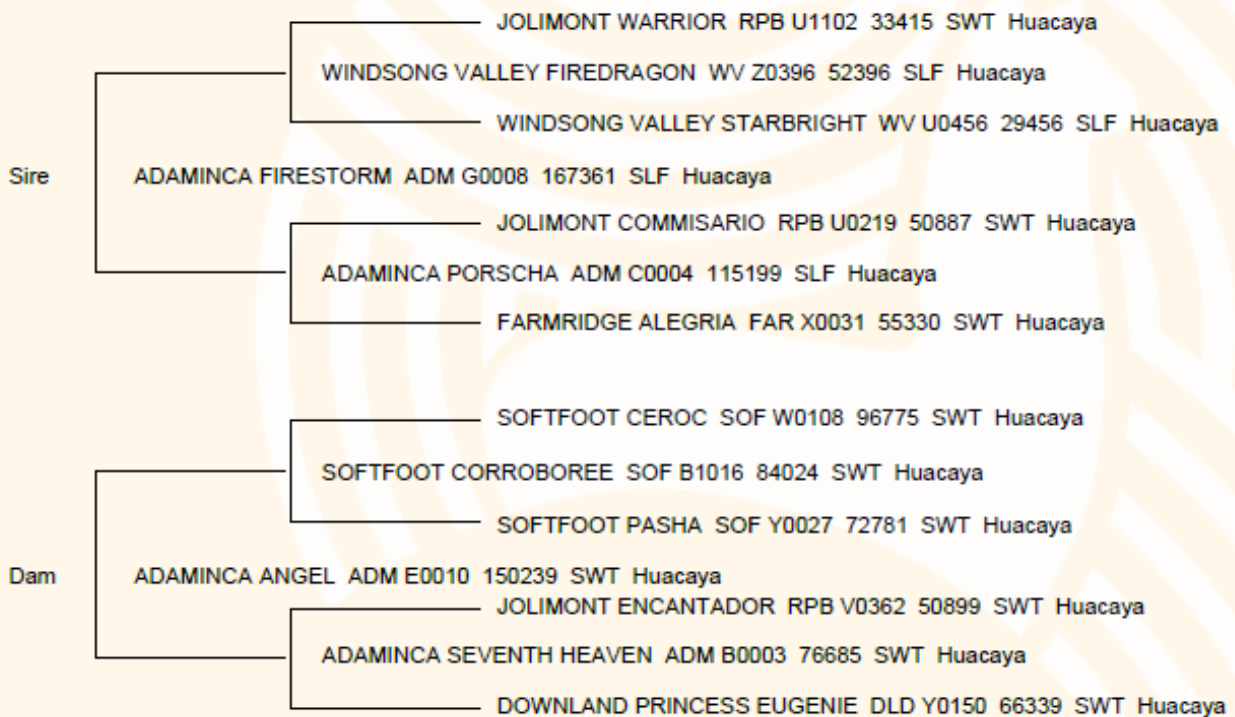 JOLIMONT WARRIOR RPB U1102 33415 SWT Huacaya
WINDSONG VALLEY FIREDRAGON WV Z0396 52396 SLF Huacaya
WINDSONG VALLEY STARBRIGHT WV U0456 29456 SLF Huacaya
Sire ADAMINCA FIRESTORM ADM G0008 167361 SLF Huacaya
JOLIMONT COMMISARIO RPB U0219 50887 SWT Huacaya
ADAMINCA PORSCHA ADM C0004 115199 SLF Huacaya
FARMRIDGE ALEGRIA FAR X0031 55330 SWT Huacaya
SOFTFOOT CEROC SOF W0108 96775 SWT Huacaya
SOFTFOOT CORROBOREE SOF B1016 84024 SWT Huacaya
SOFTFOOT PASHA SOF Y0027 72781 SWT Huacaya
Dam ADAMINCA ANGEL ADM E0010 150239 SWT Huacaya
JOLIMONT ENCANTADOR RPB V0362 50899 SWT Huacaya
ADAMINCA SEVENTH HEAVEN ADM B0003 76685 SWT Huacaya
DOWNLAND PRINCESS EUGENIE DLD Y0150 66339 SWT Huacaya